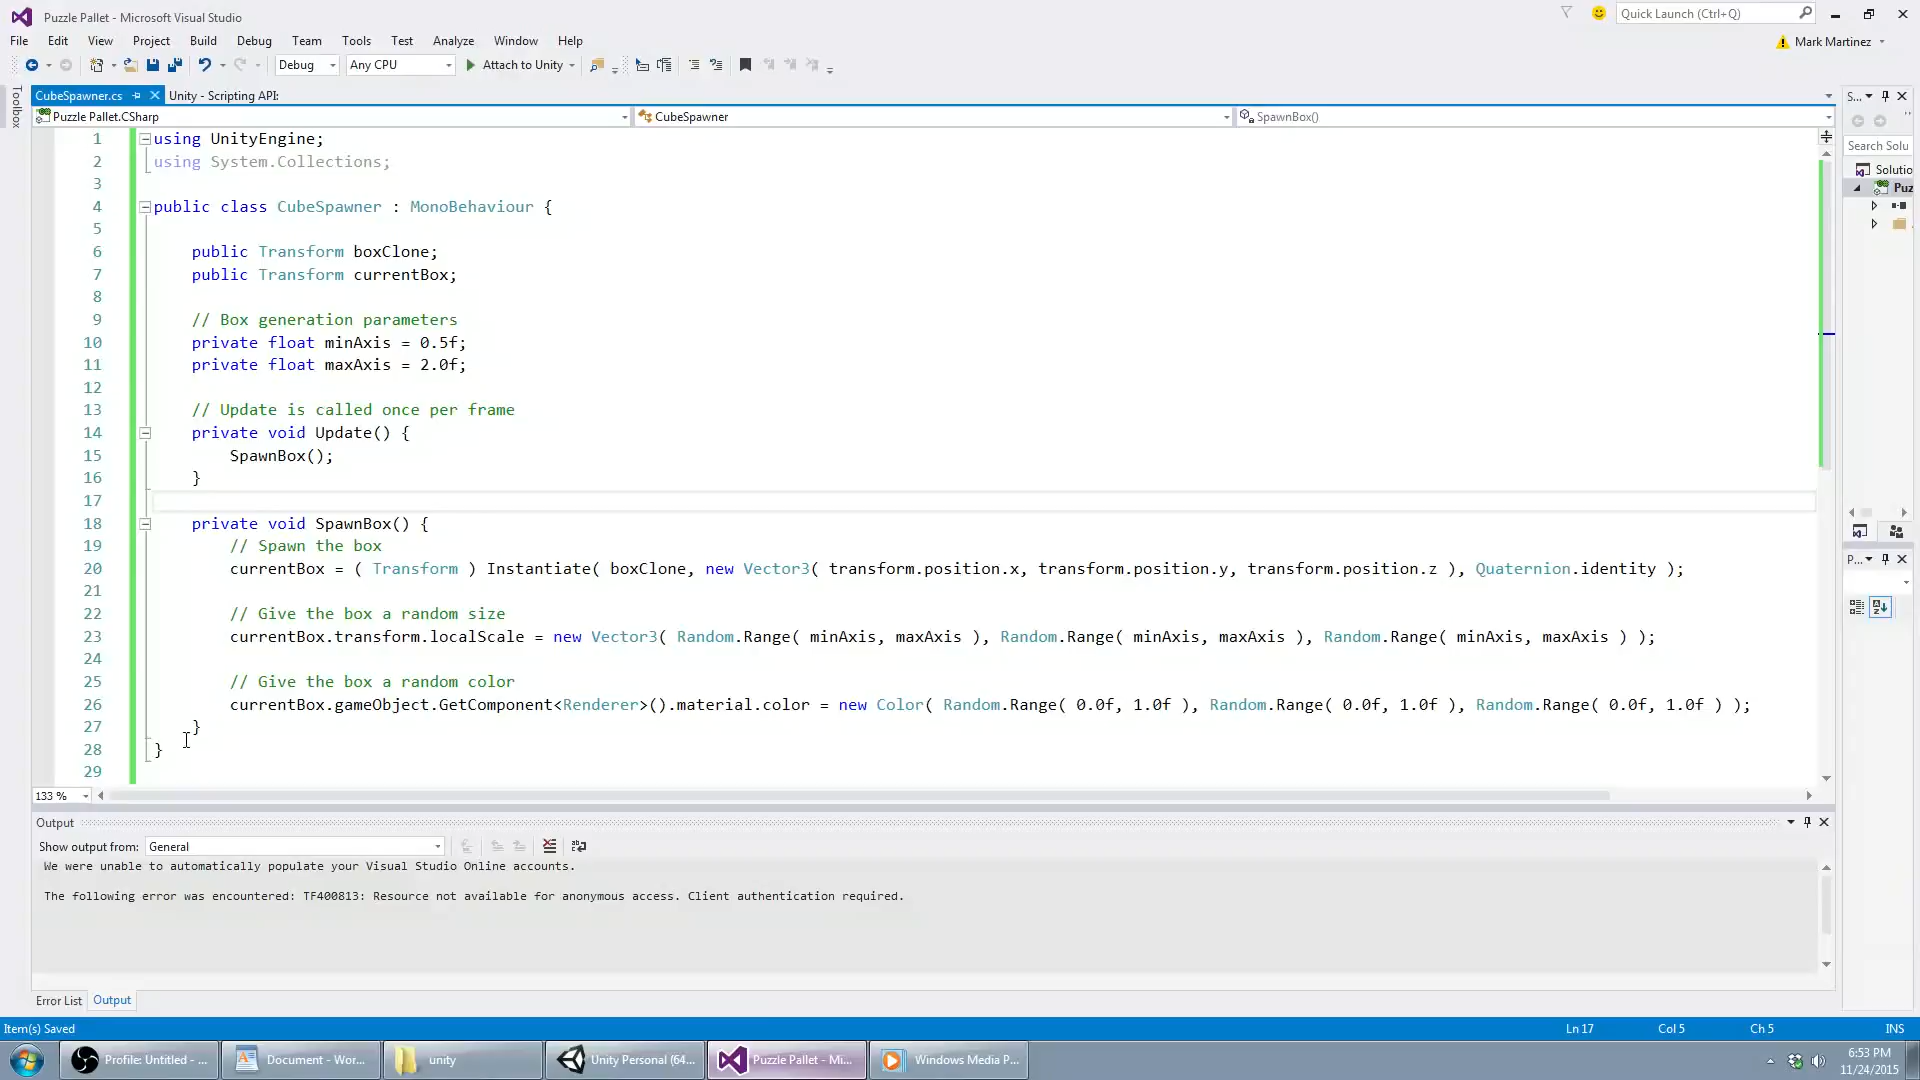 Puzzle Pallet - Microsoft Visual Studio
Quick Launch (Ctrl+Q)
File Edit View Project Build Debug Team Tools Test Analyze Window Help
Mark Martinez
Debug Any CPU Attach to Unity
Toolbox
CubeSpawner.cs Unity - Scripting API:
S...
Puzzle Pallet.CSharp CubeSpawner SpawnBox()
Search Solu
Solutio
Puz
P...
1 using UnityEngine;
2 using System.Collections;
3
4 public class CubeSpawner : MonoBehaviour {
5
6 public Transform boxClone;
7 public Transform currentBox;
8
9 // Box generation parameters
10 private float minAxis = 0.5f;
11 private float maxAxis = 2.0f;
12
13 // Update is called once per frame
14 private void Update() {
15 SpawnBox();
16 }
17
18 private void SpawnBox() {
19 // Spawn the box
20 currentBox = ( Transform ) Instantiate( boxClone, new Vector3( transform.position.x, transform.position.y, transform.position.z ), Quaternion.identity );
21
22 // Give the box a random size
23 currentBox.transform.localScale = new Vector3( Random.Range( minAxis, maxAxis ), Random.Range( minAxis, maxAxis ), Random.Range( minAxis, maxAxis ) );
24
25 // Give the box a random color
26 currentBox.gameObject.GetComponent<Renderer>().material.color = new Color( Random.Range( 0.0f, 1.0f ), Random.Range( 0.0f, 1.0f ), Random.Range( 0.0f, 1.0f ) );
27 }
28 }
29
133 %
Output
Show output from: General
We were unable to automatically populate your Visual Studio Online accounts.
The following error was encountered: TF400813: Resource not available for anonymous access. Client authentication required.
Error List Output
Item(s) Saved Ln 17 Col 5 Ch 5 INS
Profile: Untitled - ... Document - Wor... unity Unity Personal (64... Puzzle Pallet - Mi... Windows Media P...
6:53 PM
11/24/2015